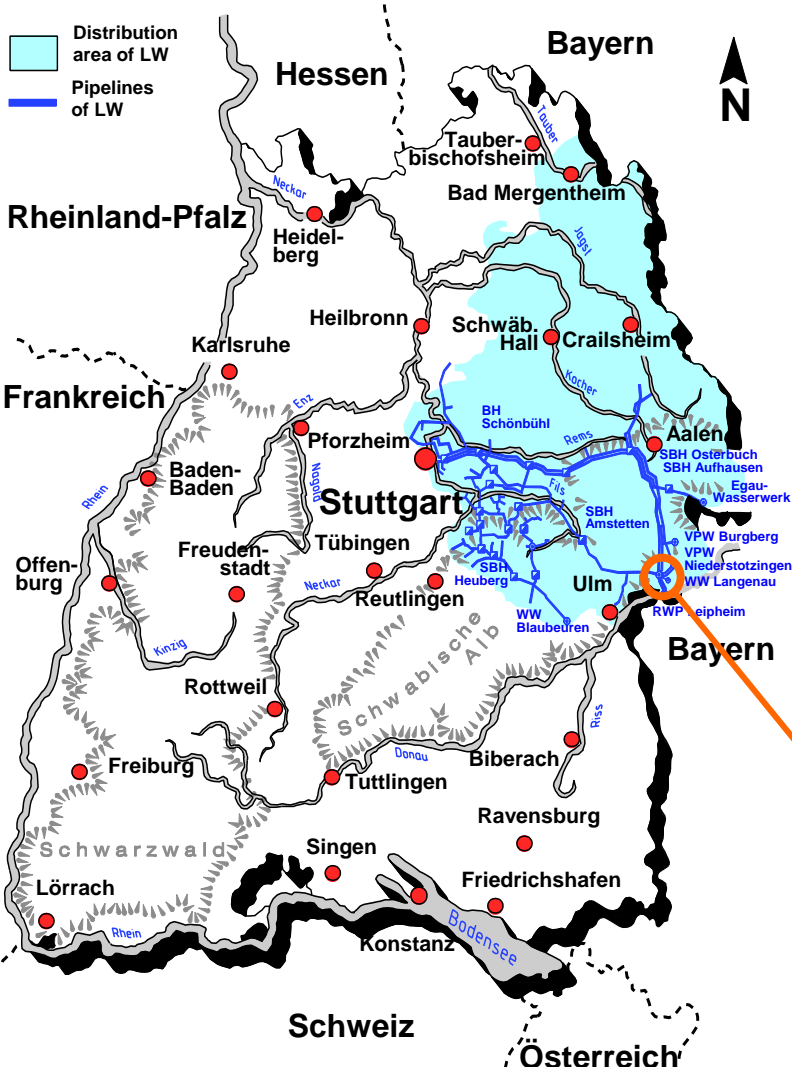 Distribution
area of LW
Pipelines
of LW
Hessen
Bayern
N
Tauber
Tauber-
bischofsheim
Bad Mergentheim
Neckar
Rheinland-Pfalz
Heidel-
berg
Jagst
Heilbronn
Schwäb.
Hall
Crailsheim
Karlsruhe
Kocher
Frankreich
Enz
BH
Schönbühl
Pforzheim
Rems
Aalen
SBH Osterbuch
SBH Aufhausen
Nagold
Baden-
Baden
Rhein
Stuttgart
Fils
Egau-
Wasserwerk
SBH
Amstetten
VPW Burgberg
VPW
Niederstotzingen
WW Langenau
RWP Leipheim
Offen-
burg
Freuden-
stadt
Tübingen
Neckar
Reutlingen
SBH
Heuberg
Ulm
WW
Blaubeuren
Bayern
Kinzig
Schwäbische
Alb
Rottweil
Riss
Donau
Biberach
Freiburg
Tuttlingen
Ravensburg
Schwarzwald
Singen
Friedrichshafen
Lörrach
Rhein
Konstanz
Bodensee
Schweiz
Österreich